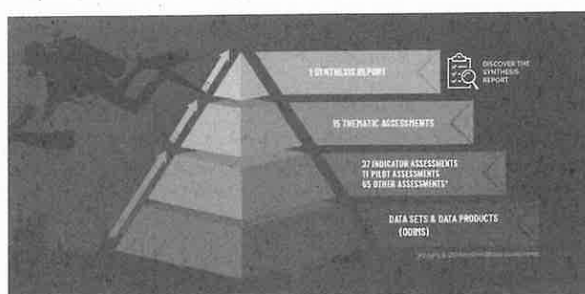 1 SYNTHESIS REPORT
DISCOVER THE
SYNTHESIS
REPORT
15 THEMATIC ASSESSMENTS
37 INDICATOR ASSESSMENTS
11 PILOT ASSESSMENTS
65 OTHER ASSESSMENTS*
DATA SETS & DATA PRODUCTS
(ODIMS)